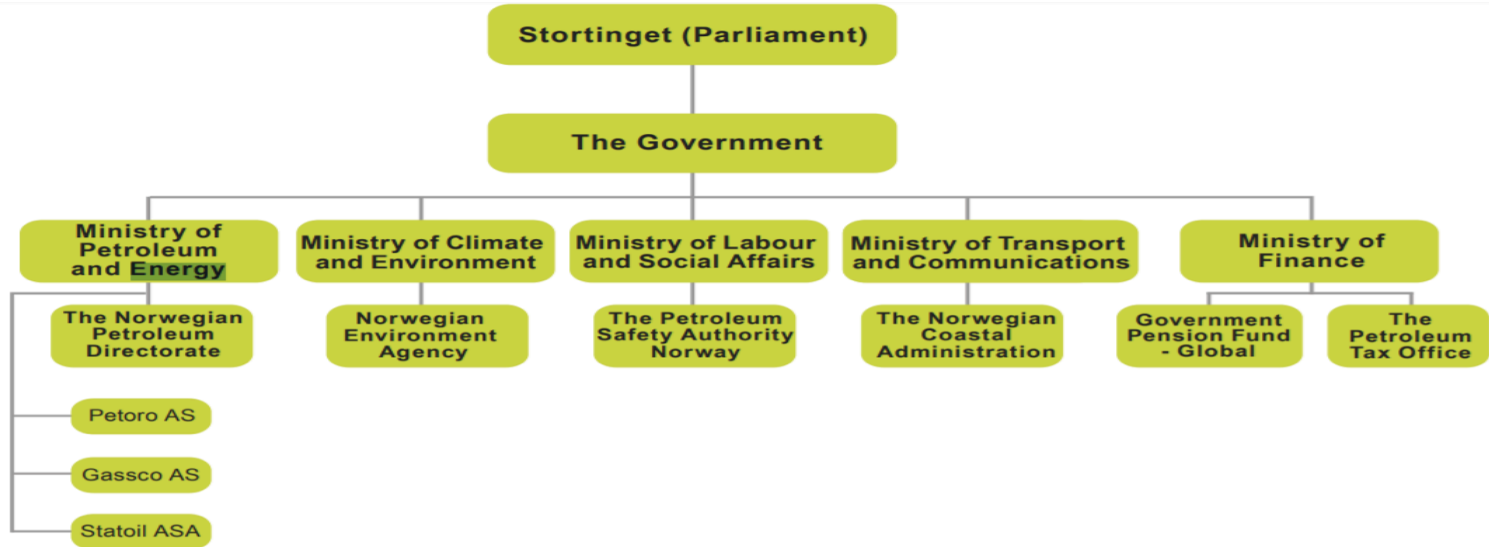 Stortinget (Parliament)
The Government
Ministry of
Petroleum
and Energy
Ministry of Climate
and Environment
Ministry of Labour
and Social Affairs
Ministry of Transport
and Communications
Ministry of
Finance
The Norwegian
Petroleum
Directorate
Norwegian
Environment
Agency
The Petroleum
Safety Authority
Norway
The Norwegian
Coastal
Administration
Government
Pension Fund
- Global
The
Petroleum
Tax Office
Petoro AS
Gassco AS
Statoil ASA